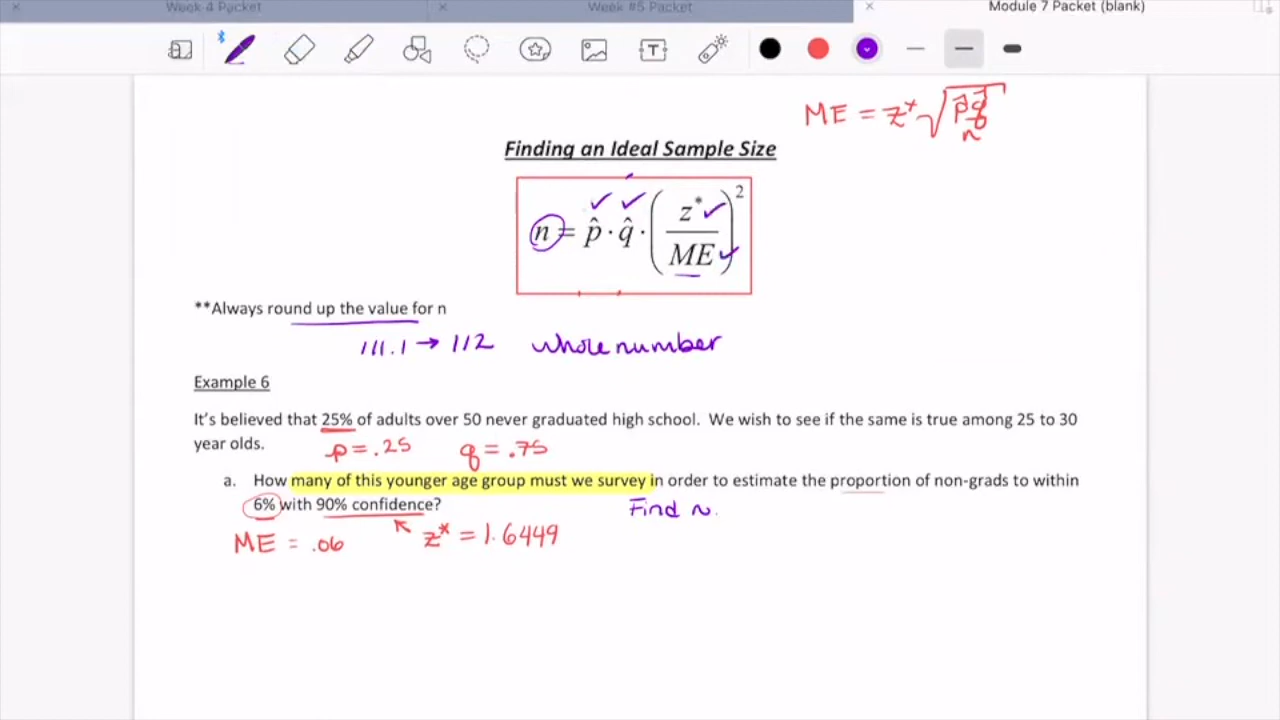 Week 4 Packet
Week #5 Packet
Module 7 Packet (blank)
ME = z* √p̂q̂/n
Finding an Ideal Sample Size
n = p̂ · q̂ · (z*/ME)²
**Always round up the value for n
111.1 → 112 whole number
Example 6
It's believed that 25% of adults over 50 never graduated high school. We wish to see if the same is true among 25 to 30
year olds.
p = .25 q = .75
a. How many of this younger age group must we survey in order to estimate the proportion of non-grads to within
6% with 90% confidence?
Find n.
ME = .06 z* = 1.6449